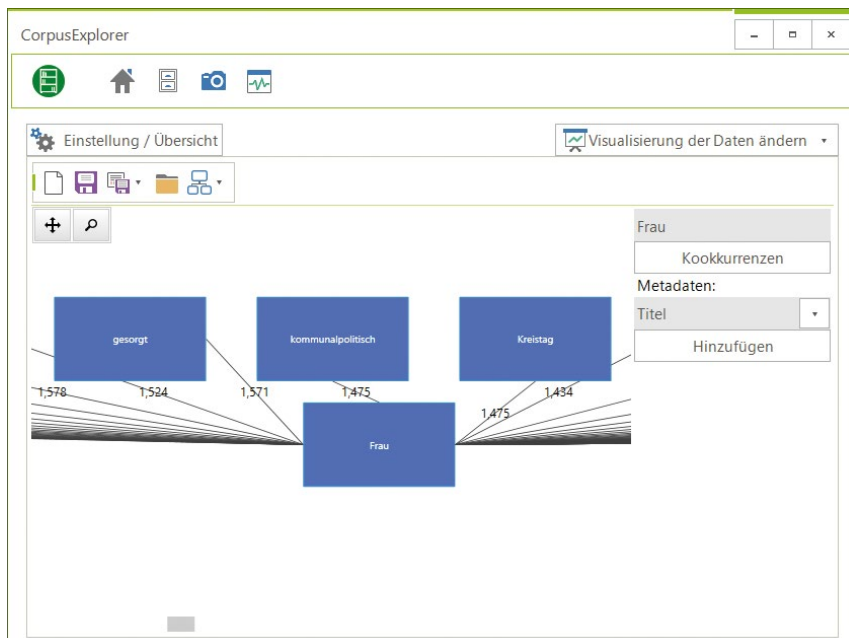 CorpusExplorer
Einstellung / Übersicht
Visualisierung der Daten ändern
Frau
Kookkurrenzen
Metadaten:
Titel
Hinzufügen
gesorgt
kommunalpolitisch
Kreistag
1,578
1,524
1,571
1,475
1,475
1,434
Frau